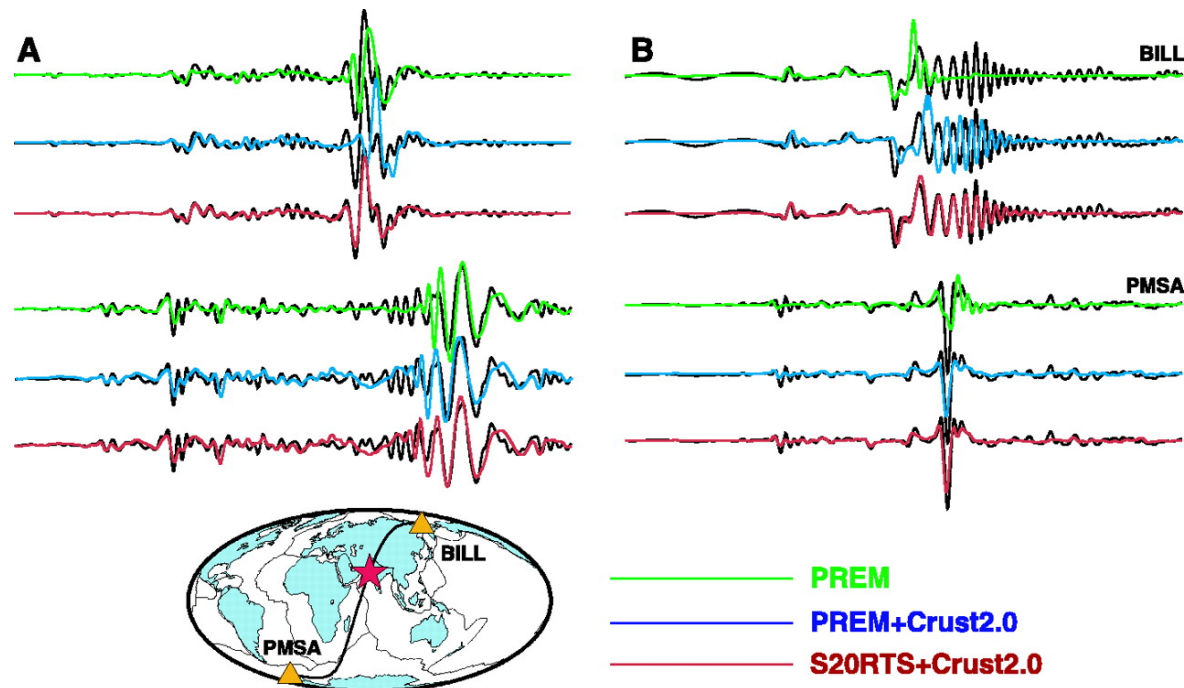 A
B
BILL
PMSA
BILL
PMSA
PREM
PREM+Crust2.0
S20RTS+Crust2.0